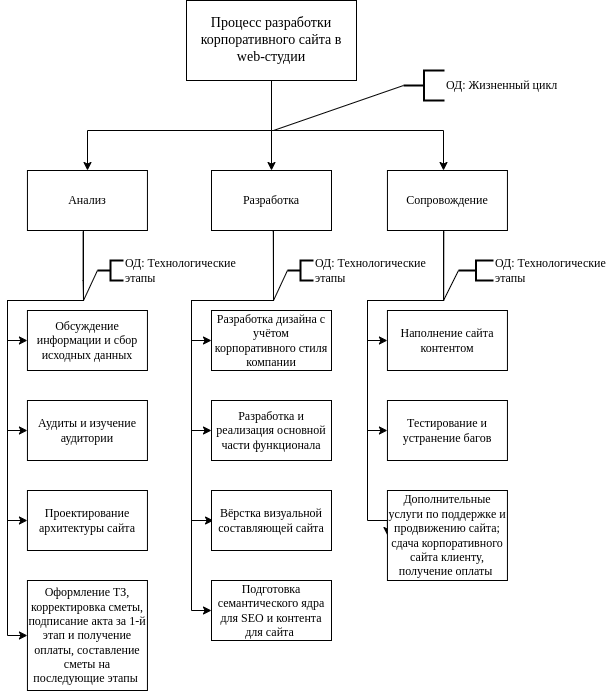 Процесс разработки
корпоративного сайта в
web-студии
ОД: Жизненный цикл
Анализ
Разработка
Сопровождение
ОД: Технологические
этапы
ОД: Технологические
этапы
ОД: Технологические
этапы
Обсуждение
информации и сбор
исходных данных
Разработка дизайна с
учётом
корпоративного стиля
компании
Наполнение сайта
контентом
Аудиты и изучение
аудитории
Разработка и
реализация основной
части функционала
Тестирование и
устранение багов
Проектирование
архитектуры сайта
Вёрстка визуальной
составляющей сайта
Дополнительные
услуги по поддержке и
продвижению сайта;
сдача корпоративного
сайта клиенту,
получение оплаты
Оформление ТЗ,
корректировка сметы,
подписание акта за 1-й
этап и получение
оплаты, составление
сметы на
последующие этапы
Подготовка
семантического ядра
для SEO и контента
для сайта